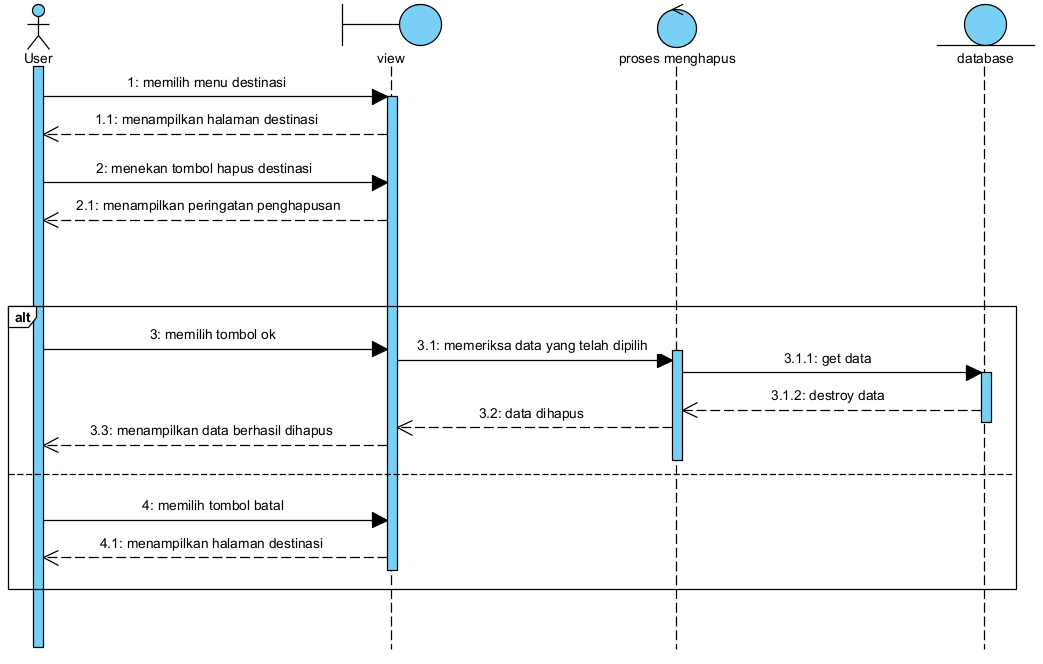 User
view
proses menghapus
database
1: memilih menu destinasi
1.1: menampilkan halaman destinasi
2: menekan tombol hapus destinasi
2.1: menampilkan peringatan penghapusan
alt
3: memilih tombol ok
3.1: memeriksa data yang telah dipilih
3.1.1: get data
3.1.2: destroy data
3.2: data dihapus
3.3: menampilkan data berhasil dihapus
4: memilih tombol batal
4.1: menampilkan halaman destinasi